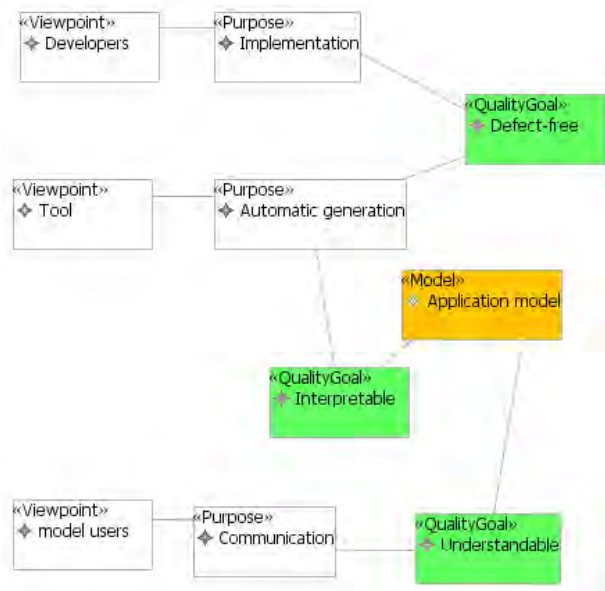 «Viewpoint»
Developers
«Purpose»
Implementation
«QualityGoal»
Defect-free
«Viewpoint»
Tool
«Purpose»
Automatic generation
«Model»
Application model
«QualityGoal»
Interpretable
«Viewpoint»
model users
«Purpose»
Communication
«QualityGoal»
Understandable